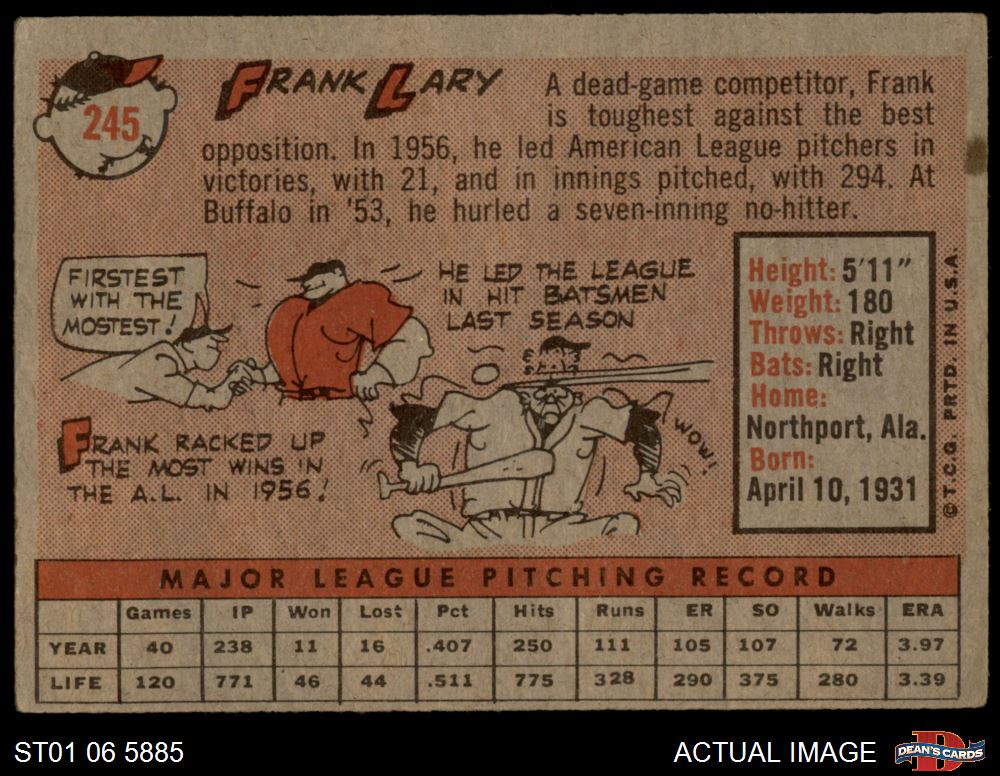 245
FRANK LARY
A dead-game competitor, Frank
is toughest against the best
opposition. In 1956, he led American League pitchers in
victories, with 21, and in innings pitched, with 294. At
Buffalo in '53, he hurled a seven-inning no-hitter.
FIRSTEST
WITH THE
MOSTEST!
HE LED THE LEAGUE
IN HIT BATSMEN
LAST SEASON
WOW!
FRANK RACKED UP
THE MOST WINS IN
THE A.L. IN 1956!
Height: 5'11"
Weight: 180
Throws: Right
Bats: Right
Home:
Northport, Ala.
Born:
April 10, 1931
© T.C.G. PRTD. IN U.S.A.
MAJOR LEAGUE PITCHING RECORD
Games IP Won Lost Pct Hits Runs ER SO Walks ERA
YEAR 40 238 11 16 .407 250 111 105 107 72 3.97
LIFE 120 771 46 44 .511 775 328 290 375 280 3.39
ST01 06 5885
ACTUAL IMAGE
D
DEAN'S CARDS